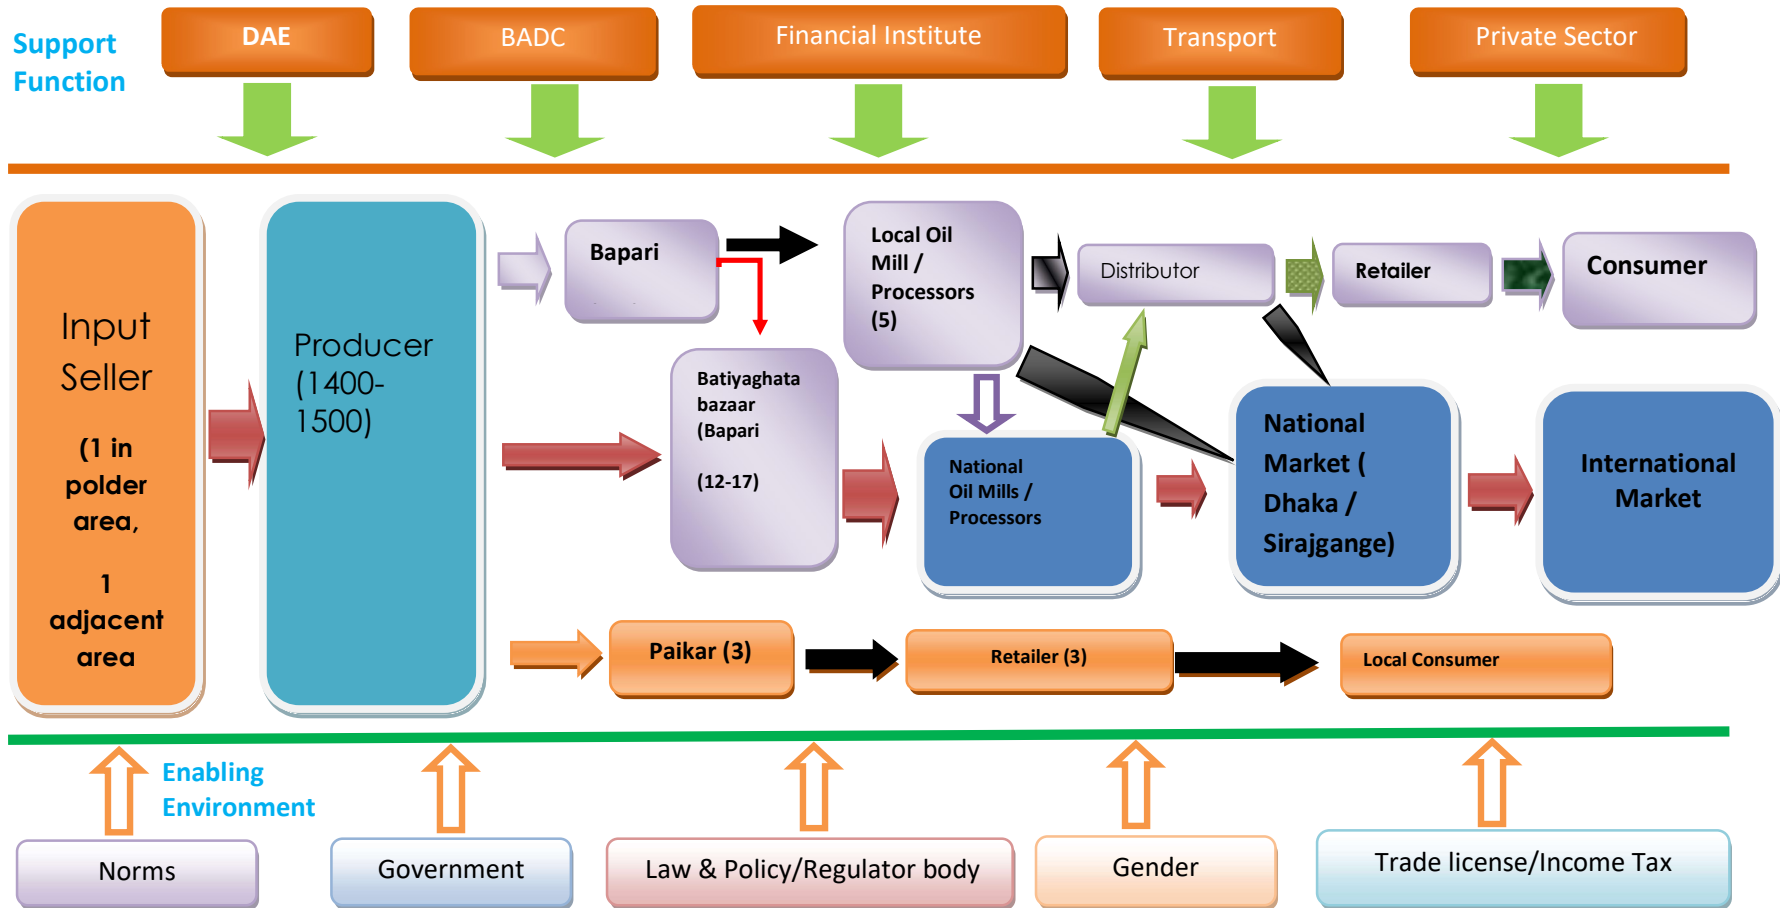 Support
Function
DAE
BADC
Financial Institute
Transport
Private Sector
Input
Seller
(1 in
polder
area,
1
adjacent
area
Producer
(1400-
1500)
Bapari
Local Oil
Mill /
Processors
(5)
Distributor
Retailer
Consumer
Batiyaghata
bazaar
(Bapari
(12-17)
National
Oil Mills /
Processors
National
Market (
Dhaka /
Sirajgange)
International
Market
Paikar (3)
Retailer (3)
Local Consumer
Enabling
Environment
Norms
Government
Law & Policy/Regulator body
Gender
Trade license/Income Tax